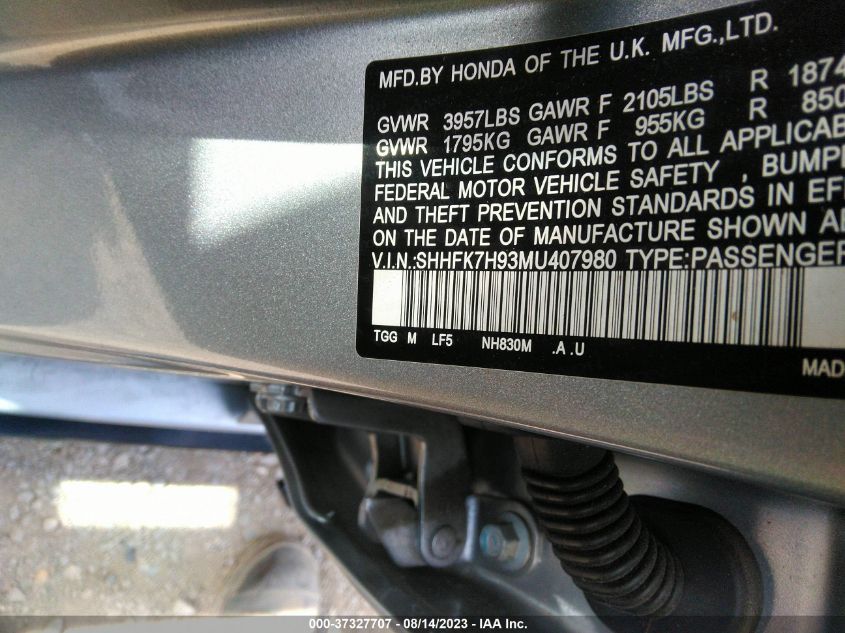 MFD.BY HONDA OF THE U.K. MFG.,LTD.
GVWR 3957LBS GAWR F 2105LBS R 1874
GVWR 1795KG GAWR F 955KG R 850
THIS VEHICLE CONFORMS TO ALL APPLICAB
FEDERAL MOTOR VEHICLE SAFETY , BUMPE
AND THEFT PREVENTION STANDARDS IN EFF
ON THE DATE OF MANUFACTURE SHOWN AB
V.I.N.:SHHFK7H93MU407980 TYPE:PASSENGER
TGG M LF5 NH830M .A .U
MAD
000-37327707 - 08/14/2023 - IAA Inc.